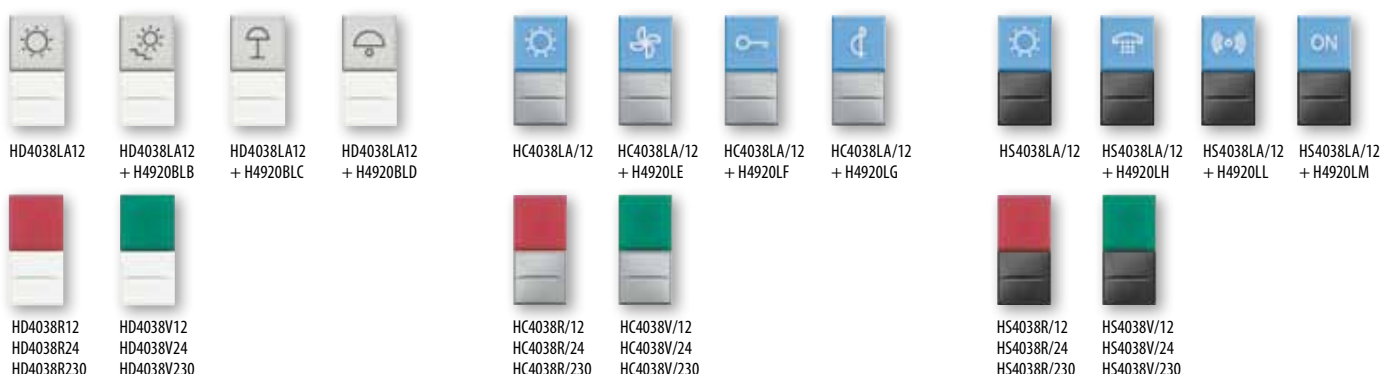 ON
HD4038LA12
HD4038LA12
+ H4920BLB
HD4038LA12
+ H4920BLC
HD4038LA12
+ H4920BLD
HC4038LA/12
HC4038LA/12
+ H4920LE
HC4038LA/12
+ H4920LF
HC4038LA/12
+ H4920LG
HS4038LA/12
HS4038LA/12
+ H4920LH
HS4038LA/12
+ H4920LL
HS4038LA/12
+ H4920LM
HD4038R12
HD4038R24
HD4038R230
HD4038V12
HD4038V24
HD4038V230
HC4038R/12
HC4038R/24
HC4038R/230
HC4038V/12
HC4038V/24
HC4038V/230
HS4038R/12
HS4038R/24
HS4038R/230
HS4038V/12
HS4038V/24
HS4038V/230